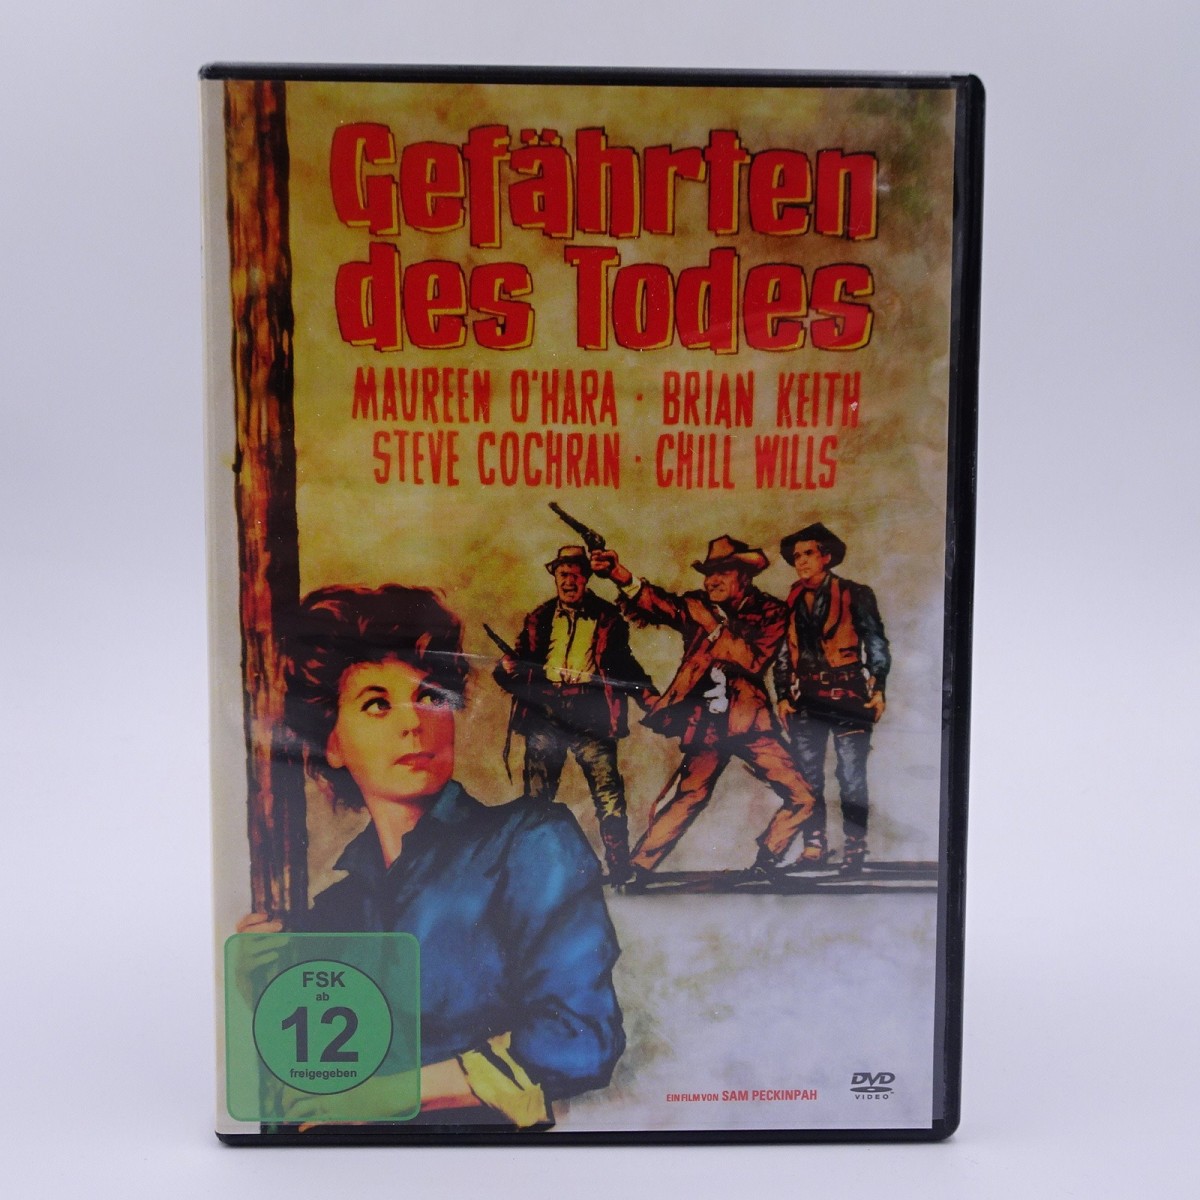 Gefährten
des Todes
MAUREEN O'HARA · BRIAN KEITH
STEVE COCHRAN · CHILL WILLS
FSK
ab
12
freigegeben
EIN FILM VON SAM PECKINPAH
DVD
VIDEO